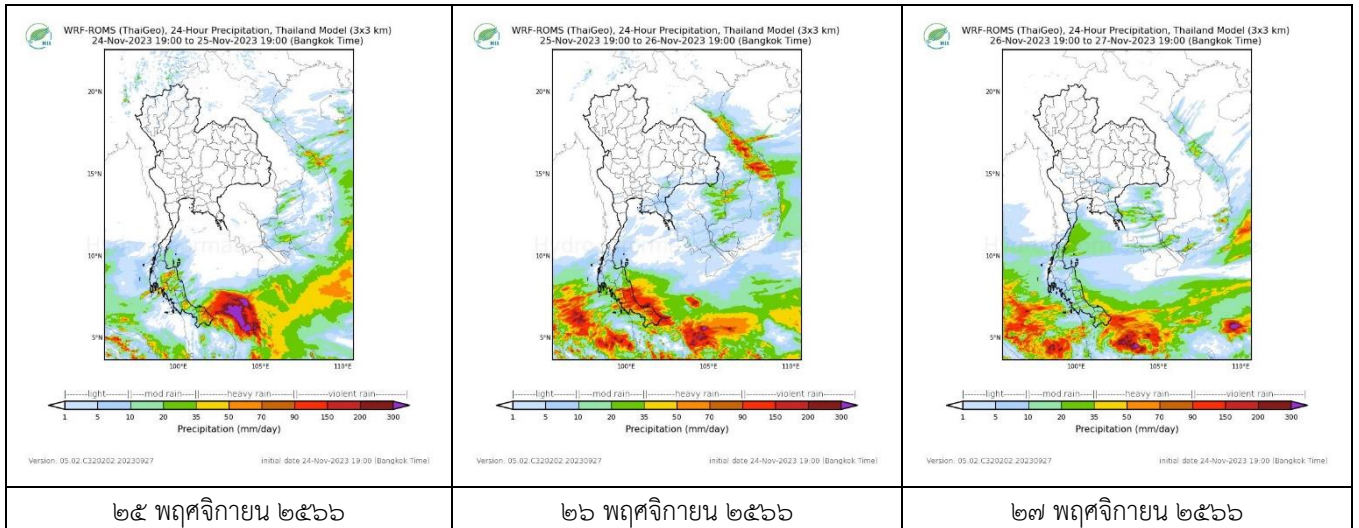 WRF-ROMS (ThaiGeo), 24-Hour Precipitation, Thailand Model (3x3 km)
24-Nov-2023 19:00 to 25-Nov-2023 19:00 (Bangkok Time)
20°N
15°N
10°N
5°N
100°E 105°E 110°E
light mod.rain heavy rain violent rain
1 5 10 20 35 50 70 90 150 200 300
Precipitation (mm/day)
Version: 05.02.C320202.20230927 initial date 24-Nov-2023 19:00 (Bangkok Time)
๒๕ พฤศจิกายน ๒๕๖๖
WRF-ROMS (ThaiGeo), 24-Hour Precipitation, Thailand Model (3x3 km)
25-Nov-2023 19:00 to 26-Nov-2023 19:00 (Bangkok Time)
20°N
15°N
10°N
5°N
100°E 105°E 110°E
light mod.rain heavy rain violent rain
1 5 10 20 35 50 70 90 150 200 300
Precipitation (mm/day)
Version: 05.02.C320202.20230927 initial date 24-Nov-2023 19:00 (Bangkok Time)
๒๖ พฤศจิกายน ๒๕๖๖
WRF-ROMS (ThaiGeo), 24-Hour Precipitation, Thailand Model (3x3 km)
26-Nov-2023 19:00 to 27-Nov-2023 19:00 (Bangkok Time)
20°N
15°N
10°N
5°N
100°E 105°E 110°E
light mod.rain heavy rain violent rain
1 5 10 20 35 50 70 90 150 200 300
Precipitation (mm/day)
Version: 05.02.C320202.20230927 initial date 24-Nov-2023 19:00 (Bangkok Time)
๒๗ พฤศจิกายน ๒๕๖๖